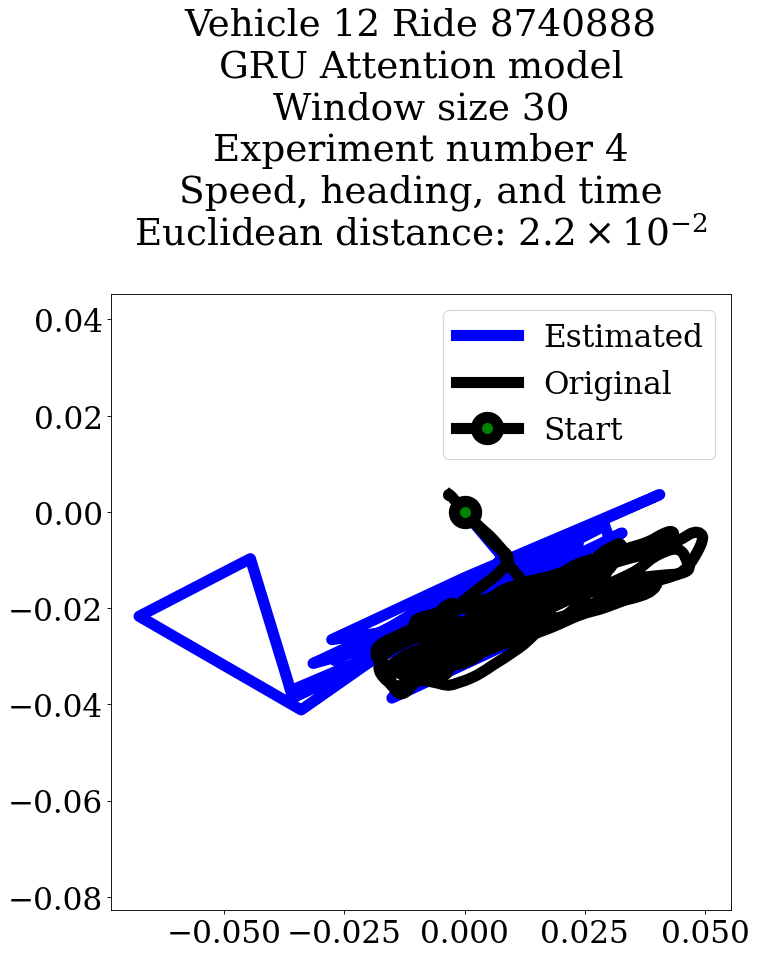 Vehicle 12 Ride 8740888
GRU Attention model
Window size 30
Experiment number 4
Speed, heading, and time
Euclidean distance: 2.2 × 10⁻²
Estimated
Original
Start
0.04
0.02
0.00
−0.02
−0.04
−0.06
−0.08
−0.050 −0.025 0.000 0.025 0.050